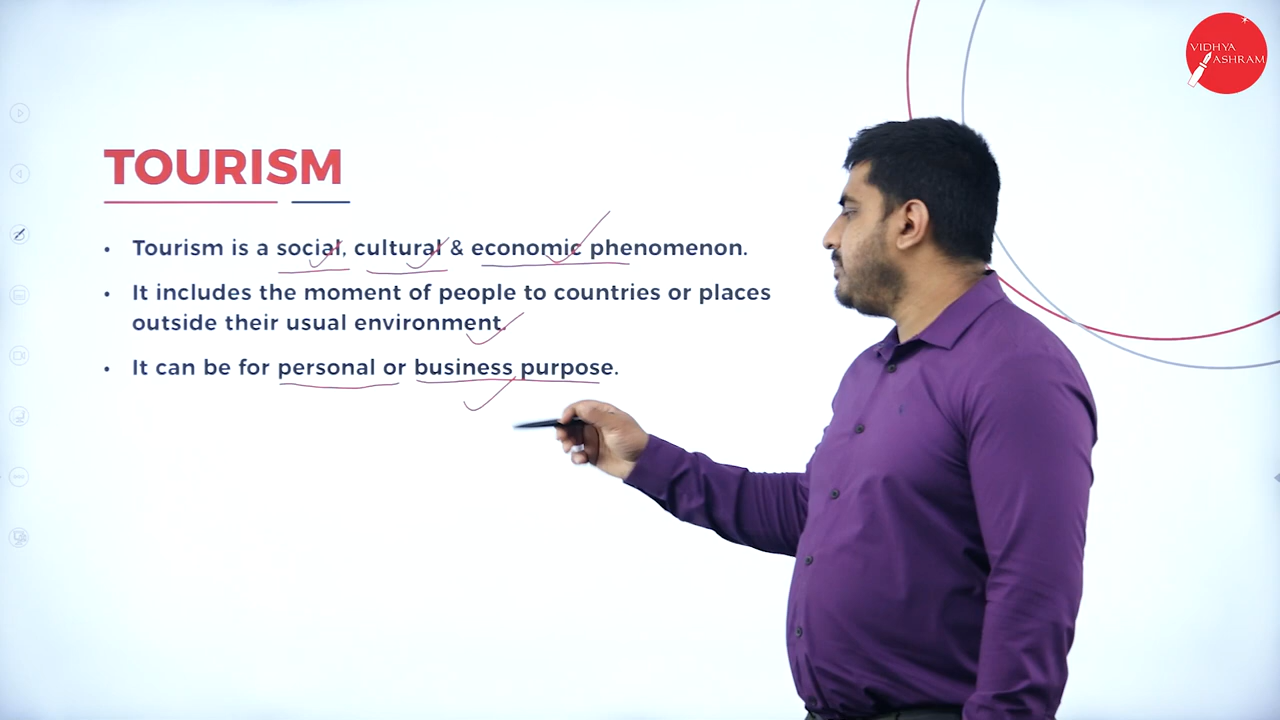 VIDHYA
ASHRAM
TOURISM
• Tourism is a social, cultural & economic phenomenon.
• It includes the moment of people to countries or places
outside their usual environment.
• It can be for personal or business purpose.